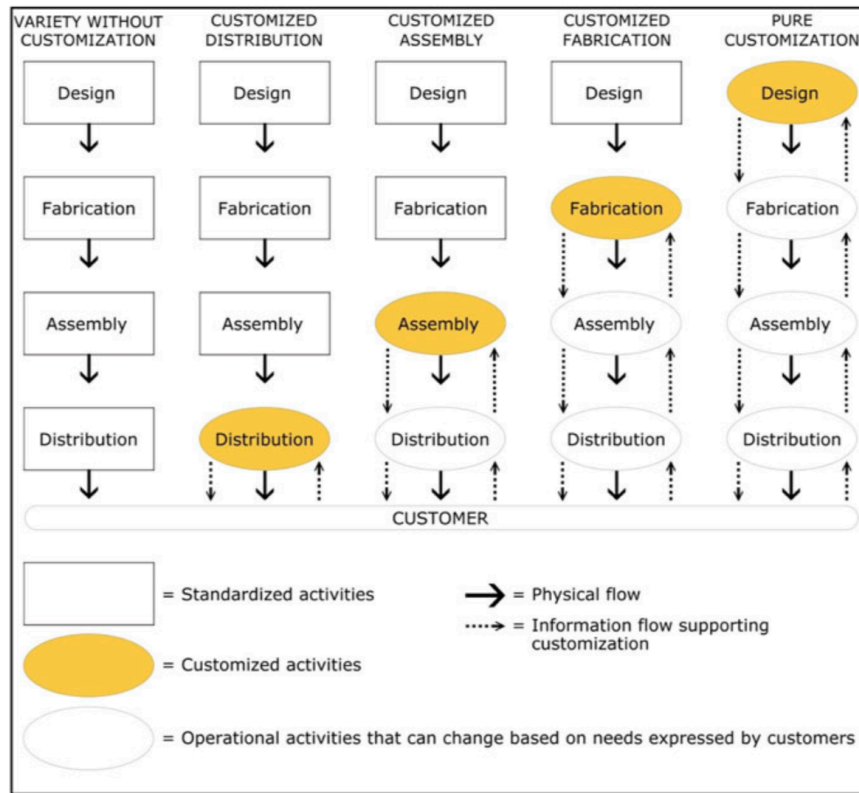 VARIETY WITHOUT
CUSTOMIZATION
CUSTOMIZED
DISTRIBUTION
CUSTOMIZED
ASSEMBLY
CUSTOMIZED
FABRICATION
PURE
CUSTOMIZATION
Design
Design
Design
Design
Design
Fabrication
Fabrication
Fabrication
Fabrication
Fabrication
Assembly
Assembly
Assembly
Assembly
Assembly
Distribution
Distribution
Distribution
Distribution
Distribution
CUSTOMER
= Standardized activities
= Physical flow
= Information flow supporting
customization
= Customized activities
= Operational activities that can change based on needs expressed by customers